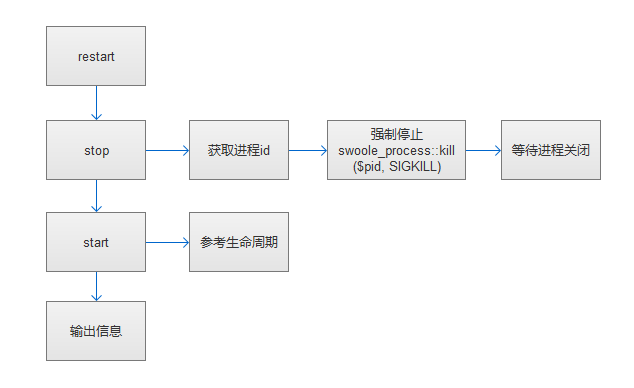 restart
stop
获取进程id
强制停止
swoole_process::kill
($pid, SIGKILL)
等待进程关闭
start
参考生命周期
输出信息